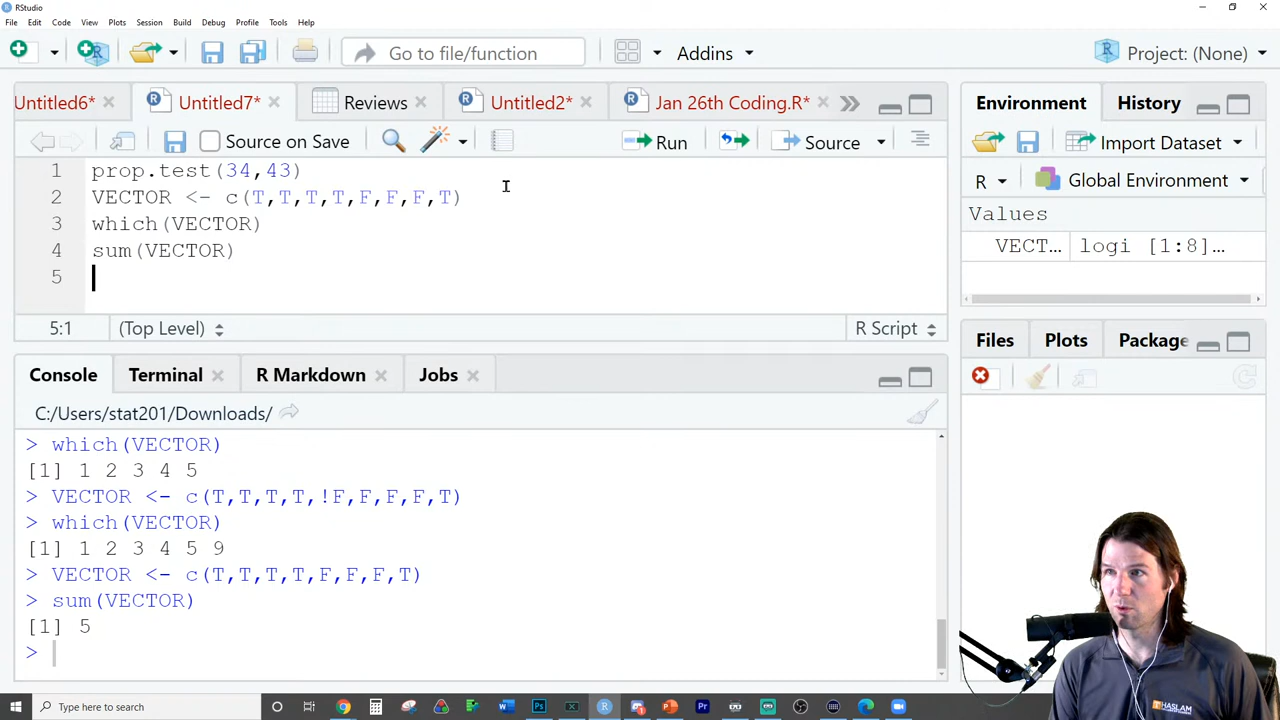 RStudio
File Edit Code View Plots Session Build Debug Profile Tools Help
Go to file/function Addins Project: (None)
Untitled6* Untitled7* Reviews Untitled2* Jan 26th Coding.R*
Source on Save Run Source
1 prop.test(34,43)
2 VECTOR <- c(T,T,T,T,F,F,F,T)
3 which(VECTOR)
4 sum(VECTOR)
5
5:1 (Top Level) R Script
Console Terminal R Markdown Jobs
C:/Users/stat201/Downloads/
> which(VECTOR)
[1] 1 2 3 4 5
> VECTOR <- c(T,T,T,T,!F,F,F,F,T)
> which(VECTOR)
[1] 1 2 3 4 5 9
> VECTOR <- c(T,T,T,T,F,F,F,T)
> sum(VECTOR)
[1] 5
>
Environment History
Import Dataset
R Global Environment
Values
VECT… logi [1:8]…
Files Plots Package
HASLAM
Type here to search